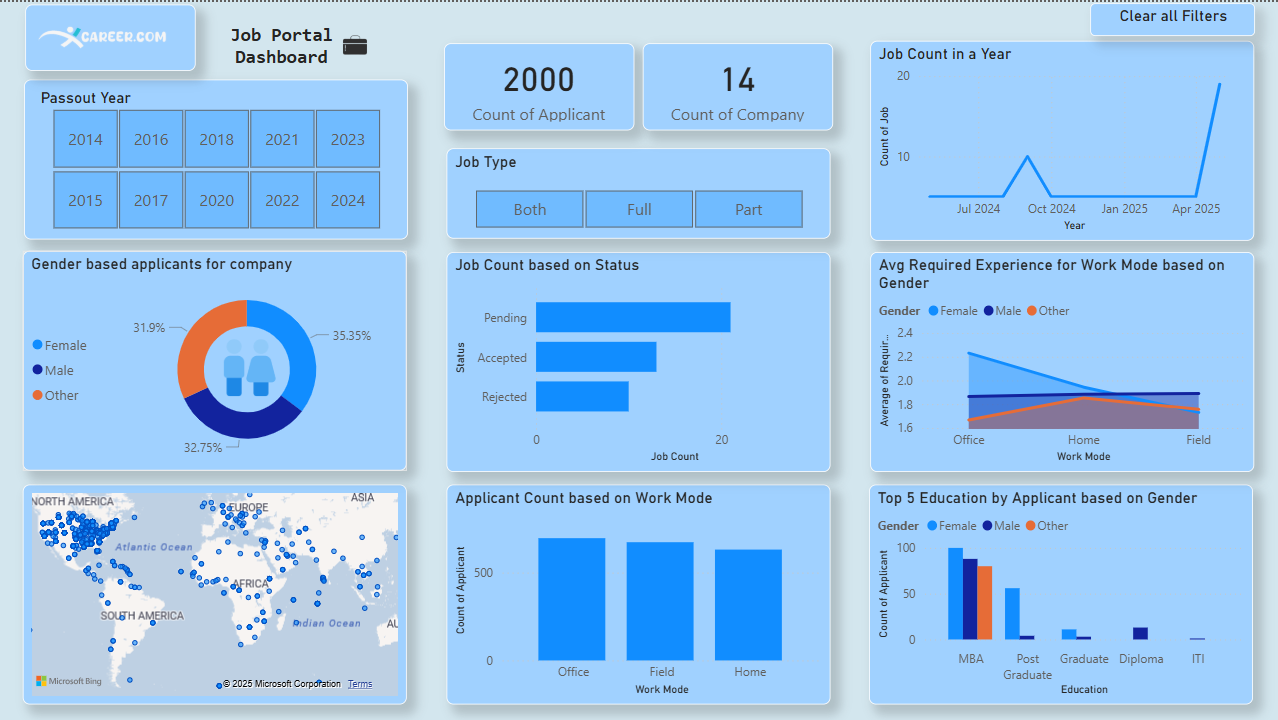 CAREER.COM
Job Portal
Dashboard
Clear all Filters
Passout Year
2014 2016 2018 2021 2023
2015 2017 2020 2022 2024
2000
Count of Applicant
14
Count of Company
Job Type
Both Full Part
Job Count in a Year
Count of Job
20
10
Jul 2024 Oct 2024 Jan 2025 Apr 2025
Year
Gender based applicants for company
Female
Male
Other
31.9%
35.35%
32.75%
Job Count based on Status
Status
Pending
Accepted
Rejected
0 20
Job Count
Avg Required Experience for Work Mode based on
Gender
Gender Female Male Other
Average of Requir...
2.4
2.2
2.0
1.8
1.6
Office Home Field
Work Mode
NORTH AMERICA
EUROPE
ASIA
Atlantic Ocean
AFRICA
SOUTH AMERICA
Indian Ocean
AU
Microsoft Bing
© 2025 Microsoft Corporation Terms
Applicant Count based on Work Mode
Count of Applicant
500
0
Office Field Home
Work Mode
Top 5 Education by Applicant based on Gender
Gender Female Male Other
Count of Applicant
100
50
0
MBA Post Graduate Diploma ITI
Graduate
Education